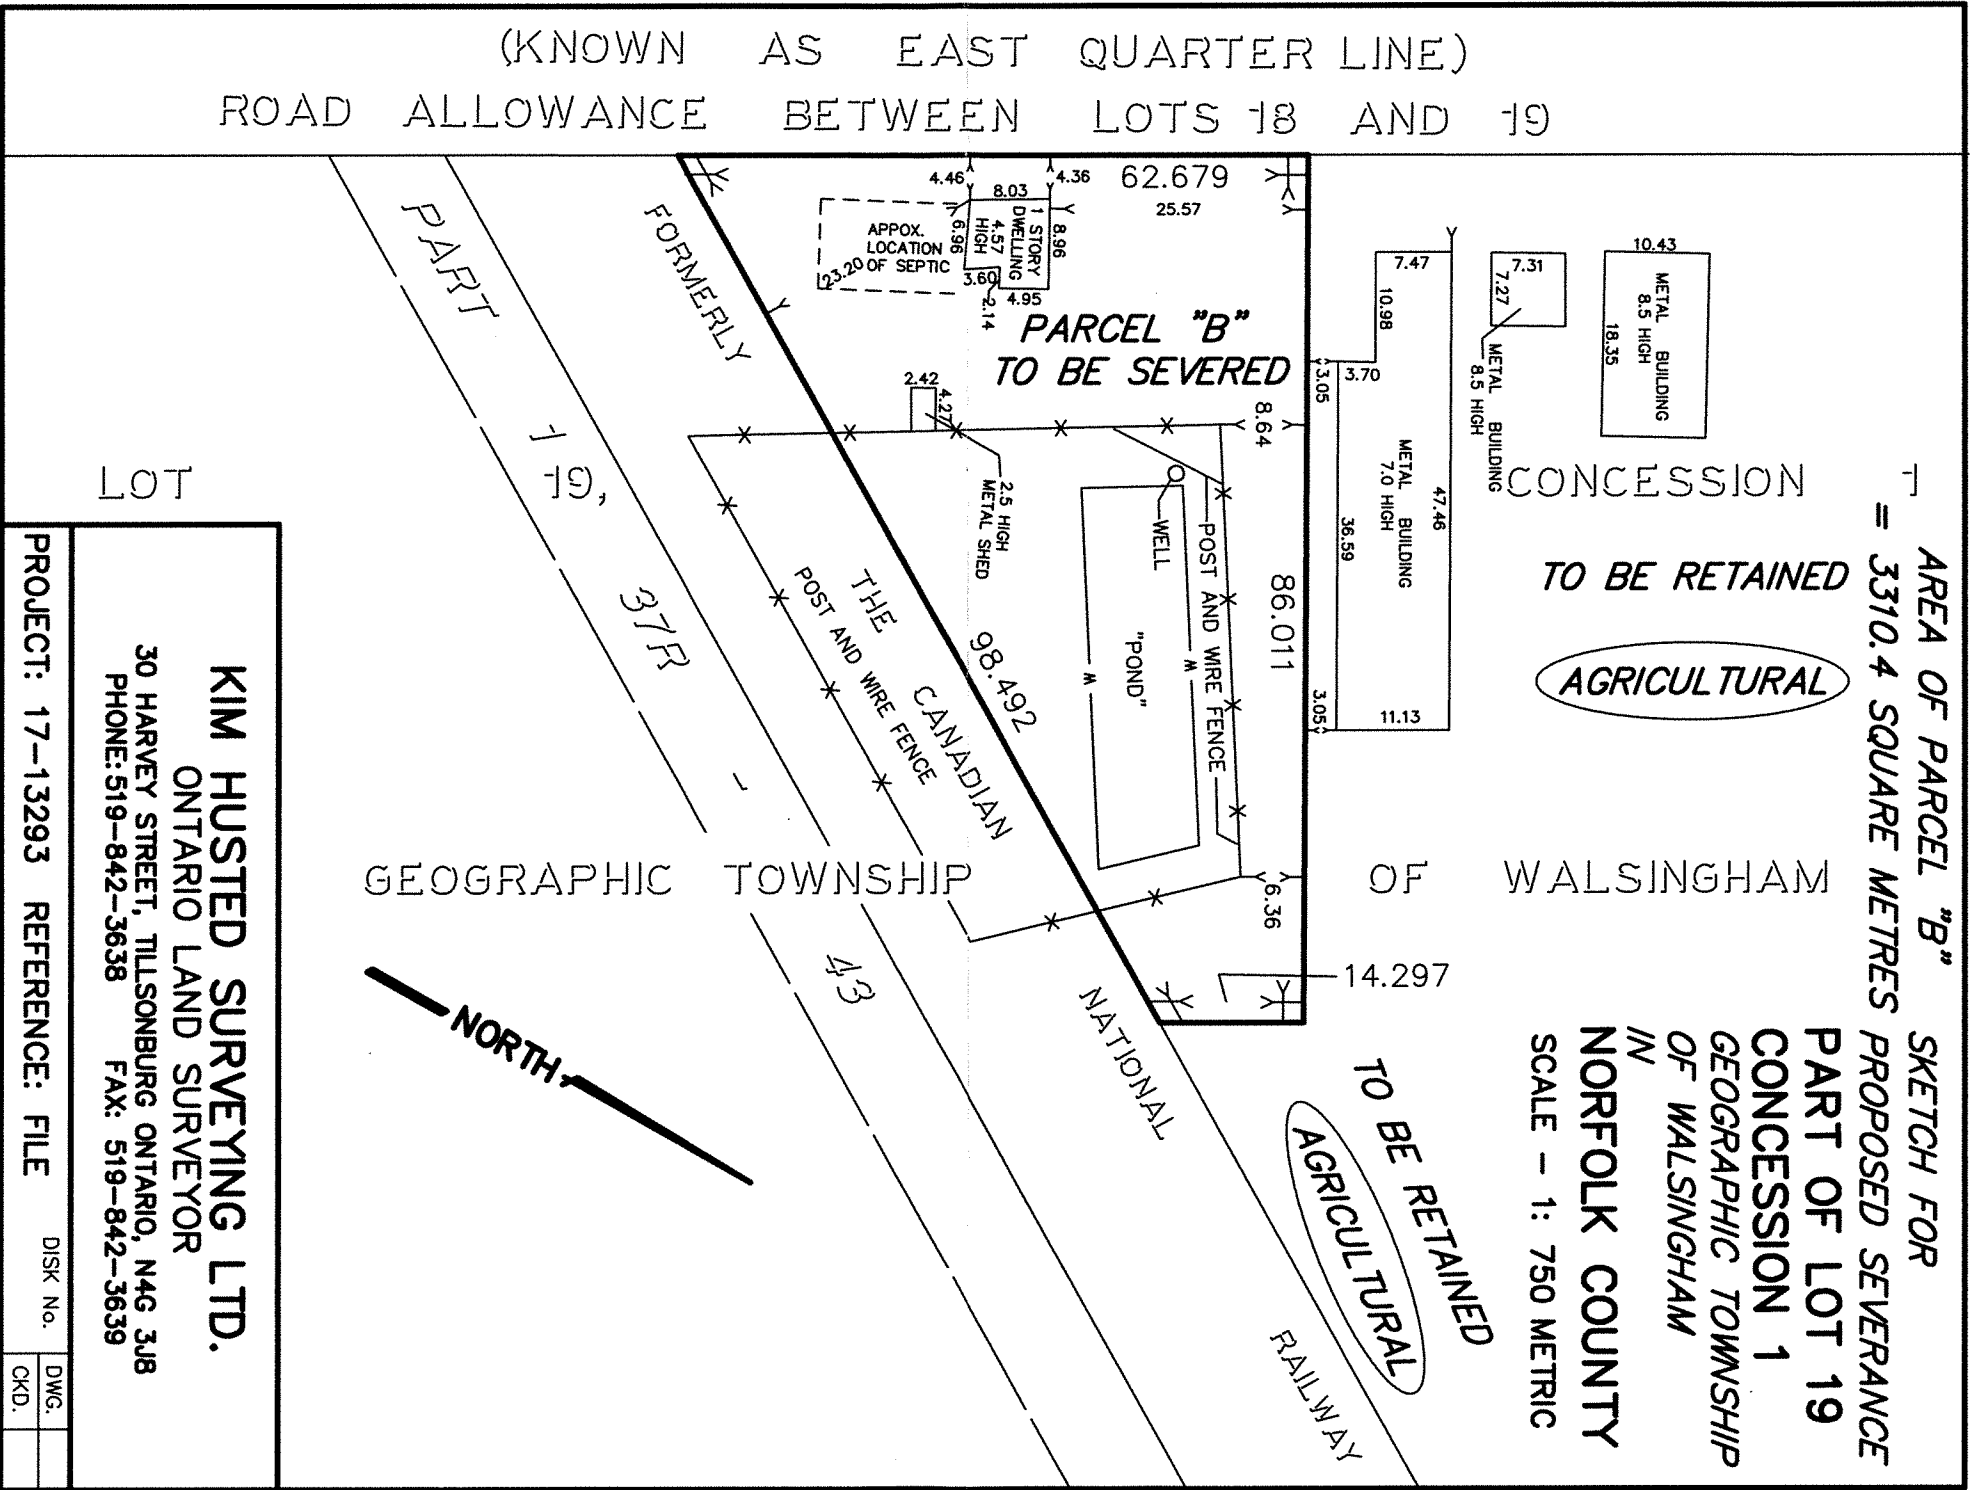 (KNOWN AS EAST QUARTER LINE)
ROAD ALLOWANCE BETWEEN LOTS 18 AND 19
62.679
25.57
4.46
4.36
8.03
1 STORY
DWELLING
4.57
HIGH
6.96
8.96
3.60
4.95
2.14
APPOX.
LOCATION
OF SEPTIC
23.20
PARCEL "B"
TO BE SEVERED
2.42
4.27
2.5 HIGH
METAL SHED
8.64
WELL
POST AND WIRE FENCE
"POND"
86.011
98.492
6.36
14.297
3.05
3.70
3.05
7.47
10.98
47.46
METAL BUILDING
7.0 HIGH
36.59
11.13
7.31
7.27
METAL BUILDING
8.5 HIGH
10.43
METAL BUILDING
8.5 HIGH
18.35
CONCESSION 1
TO BE RETAINED
AGRICULTURAL
AREA OF PARCEL "B"
= 3310.4 SQUARE METRES
LOT 19,
PART 1
37R - 43
FORMERLY THE CANADIAN NATIONAL RAILWAY
POST AND WIRE FENCE
GEOGRAPHIC TOWNSHIP OF WALSINGHAM
TO BE RETAINED
AGRICULTURAL
NORTH
SKETCH FOR
PROPOSED SEVERANCE
PART OF LOT 19
CONCESSION 1
GEOGRAPHIC TOWNSHIP
OF WALSINGHAM
IN
NORFOLK COUNTY
SCALE - 1: 750 METRIC
KIM HUSTED SURVEYING LTD.
ONTARIO LAND SURVEYOR
30 HARVEY STREET, TILLSONBURG ONTARIO, N4G 3J8
PHONE: 519-842-3638 FAX: 519-842-3639
PROJECT: 17-13293 REFERENCE: FILE
DISK No.
DWG.
CKD.